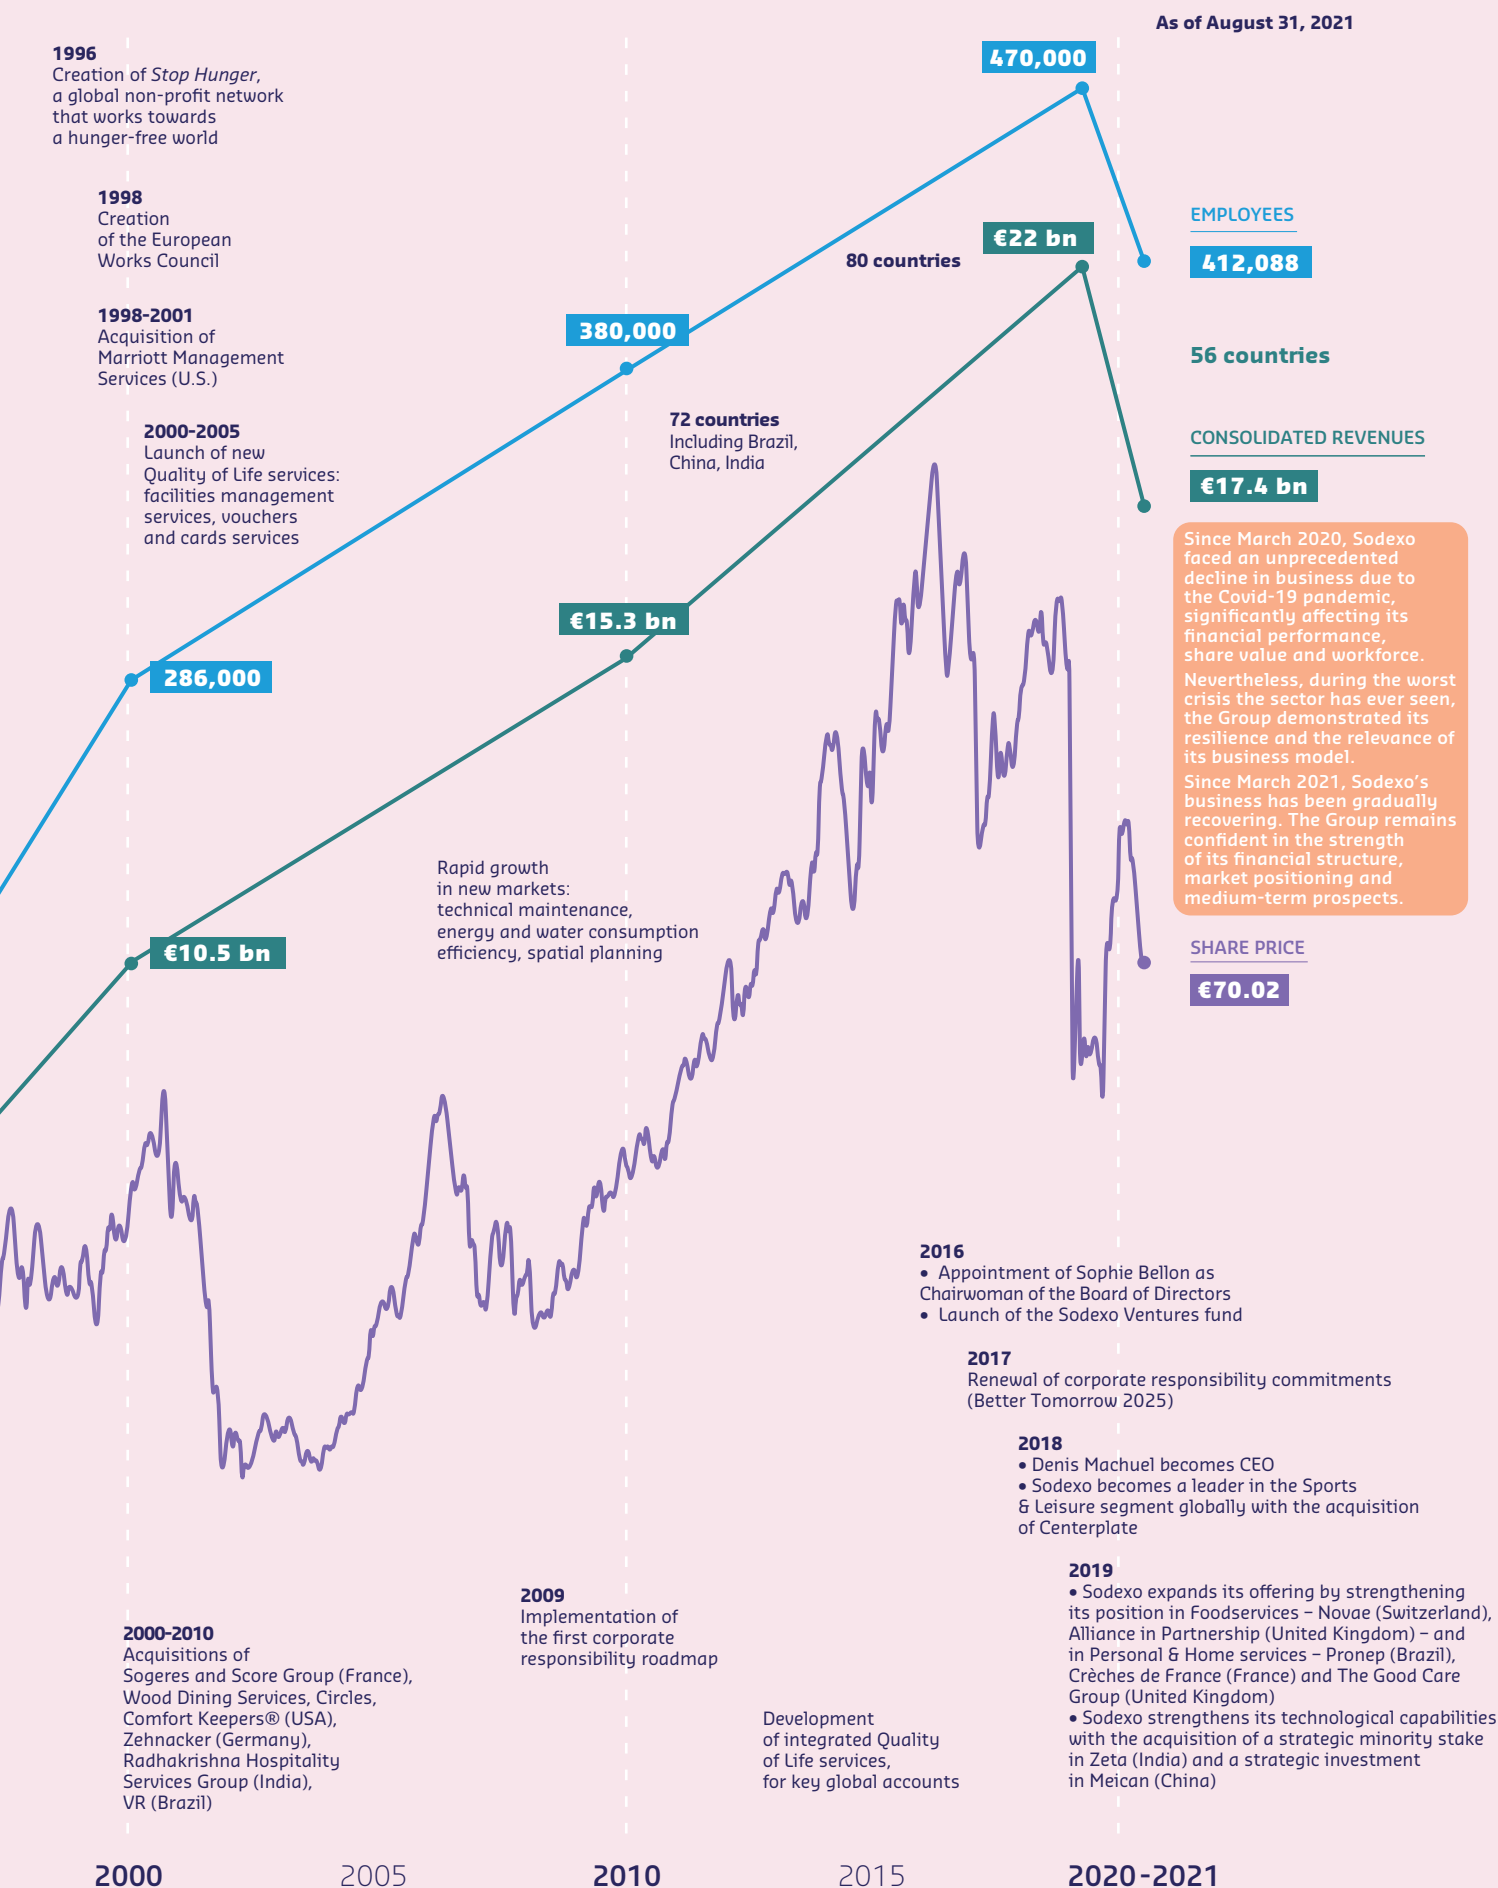 As of August 31, 2021
1996
Creation of Stop Hunger,
a global non-profit network
that works towards
a hunger-free world
1998
Creation
of the European
Works Council
1998-2001
Acquisition of
Marriott Management
Services (U.S.)
2000-2005
Launch of new
Quality of Life services:
facilities management
services, vouchers
and cards services
470,000
€22 bn
80 countries
380,000
72 countries
Including Brazil,
China, India
€15.3 bn
286,000
€10.5 bn
Rapid growth
in new markets:
technical maintenance,
energy and water consumption
efficiency, spatial planning
EMPLOYEES
412,088
56 countries
CONSOLIDATED REVENUES
€17.4 bn
Since March 2020, Sodexo
faced an unprecedented
decline in business due to
the Covid-19 pandemic,
significantly affecting its
financial performance,
share value and workforce.
Nevertheless, during the worst
crisis the sector has ever seen,
the Group demonstrated its
resilience and the relevance of
its business model.
Since March 2021, Sodexo’s
business has been gradually
recovering. The Group remains
confident in the strength
of its financial structure,
market positioning and
medium-term prospects.
SHARE PRICE
€70.02
2016
• Appointment of Sophie Bellon as
Chairwoman of the Board of Directors
• Launch of the Sodexo Ventures fund
2017
Renewal of corporate responsibility commitments
(Better Tomorrow 2025)
2018
• Denis Machuel becomes CEO
• Sodexo becomes a leader in the Sports
& Leisure segment globally with the acquisition
of Centerplate
2019
• Sodexo expands its offering by strengthening
its position in Foodservices – Novae (Switzerland),
Alliance in Partnership (United Kingdom) – and
in Personal & Home services – Pronep (Brazil),
Crèches de France (France) and The Good Care
Group (United Kingdom)
• Sodexo strengthens its technological capabilities
with the acquisition of a strategic minority stake
in Zeta (India) and a strategic investment
in Meican (China)
2009
Implementation of
the first corporate
responsibility roadmap
2000-2010
Acquisitions of
Sogeres and Score Group (France),
Wood Dining Services, Circles,
Comfort Keepers® (USA),
Zehnacker (Germany),
Radhakrishna Hospitality
Services Group (India),
VR (Brazil)
Development
of integrated Quality
of Life services,
for key global accounts
2000
2005
2010
2015
2020-2021